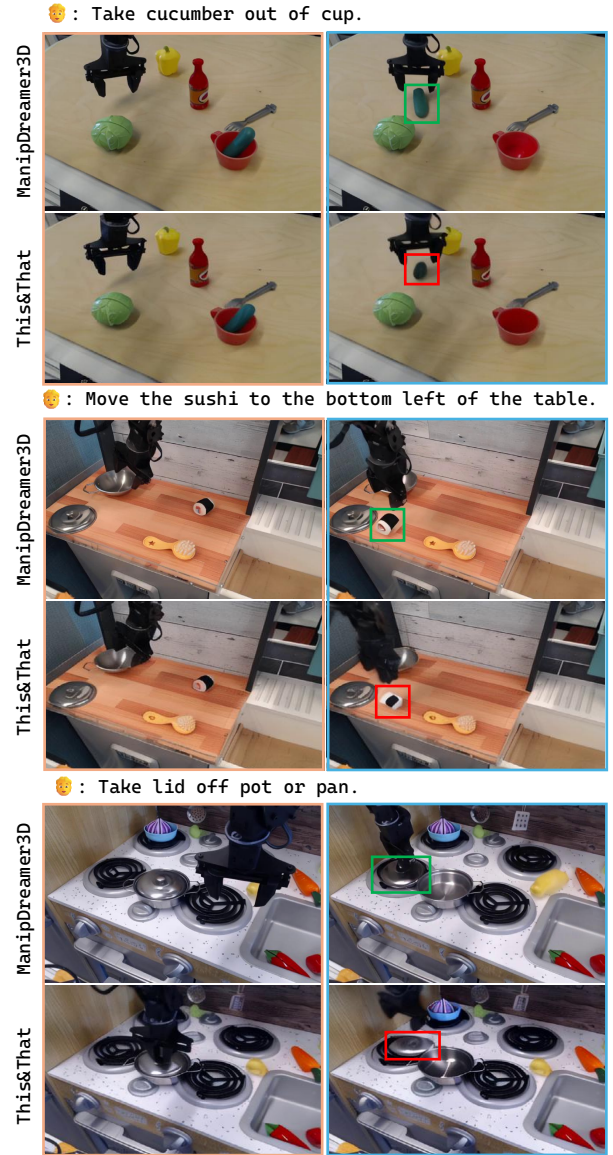 : Take cucumber out of cup.
ManipDreamer3D
This&That
: Move the sushi to the bottom left of the table.
ManipDreamer3D
This&That
: Take lid off pot or pan.
ManipDreamer3D
This&That